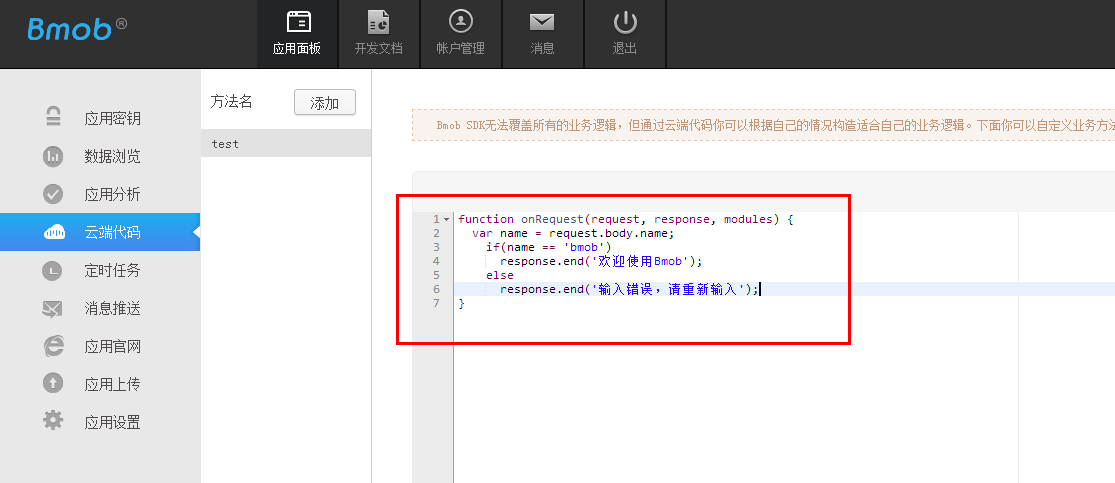 Bmob®
应用面板
开发文档
帐户管理
消息
退出
应用密钥
数据浏览
应用分析
云端代码
定时任务
消息推送
应用官网
应用上传
应用设置
方法名
添加
test
Bmob SDK无法覆盖所有的业务逻辑，但通过云端代码你可以根据自己的情况构造适合自己的业务逻辑。下面你可以自定义业务方法
1 function onRequest(request, response, modules) {
2 var name = request.body.name;
3 if(name == 'bmob')
4 response.end('欢迎使用Bmob');
5 else
6 response.end('输入错误，请重新输入');
7 }